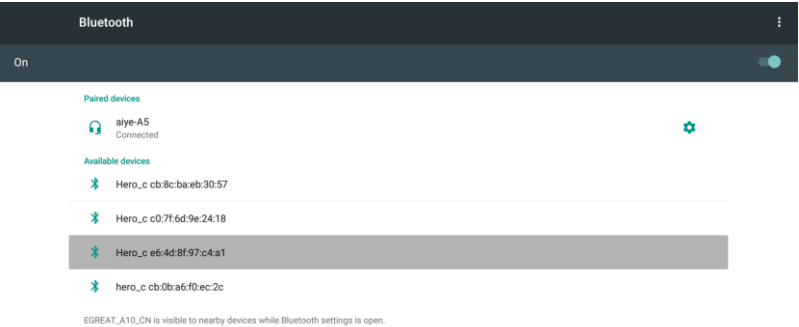 Bluetooth
On
Paired devices
aiye-A5
Connected
Available devices
Hero_c cb:8c:ba:eb:30:57
Hero_c c0:7f:6d:9e:24:18
Hero_c e6:4d:8f:97:c4:a1
hero_c cb:0b:a6:f0:ec:2c
EGREAT_A10_CN is visible to nearby devices while Bluetooth settings is open.